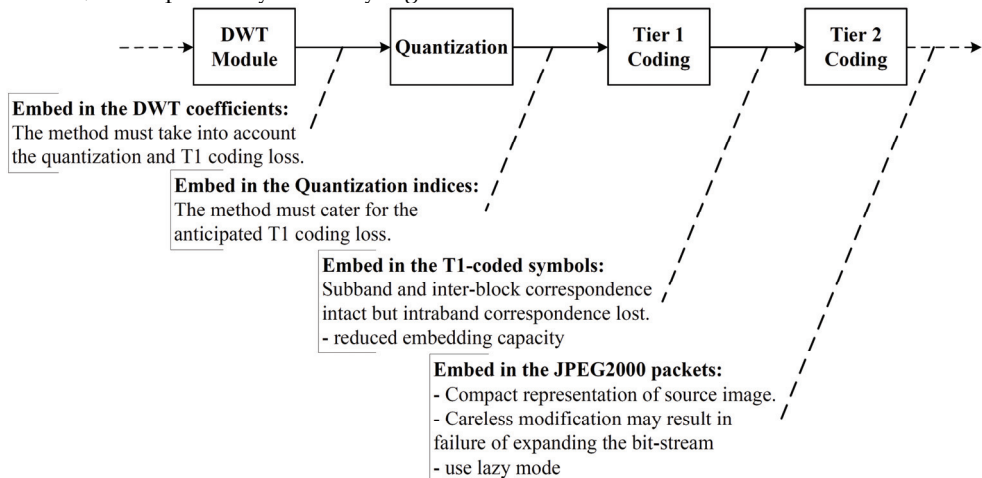 DWT
Module
Quantization
Tier 1
Coding
Tier 2
Coding
Embed in the DWT coefficients:
The method must take into account
the quantization and T1 coding loss.
Embed in the Quantization indices:
The method must cater for the
anticipated T1 coding loss.
Embed in the T1-coded symbols:
Subband and inter-block correspondence
intact but intraband correspondence lost.
- reduced embedding capacity
Embed in the JPEG2000 packets:
- Compact representation of source image.
- Careless modification may result in
failure of expanding the bit-stream
- use lazy mode